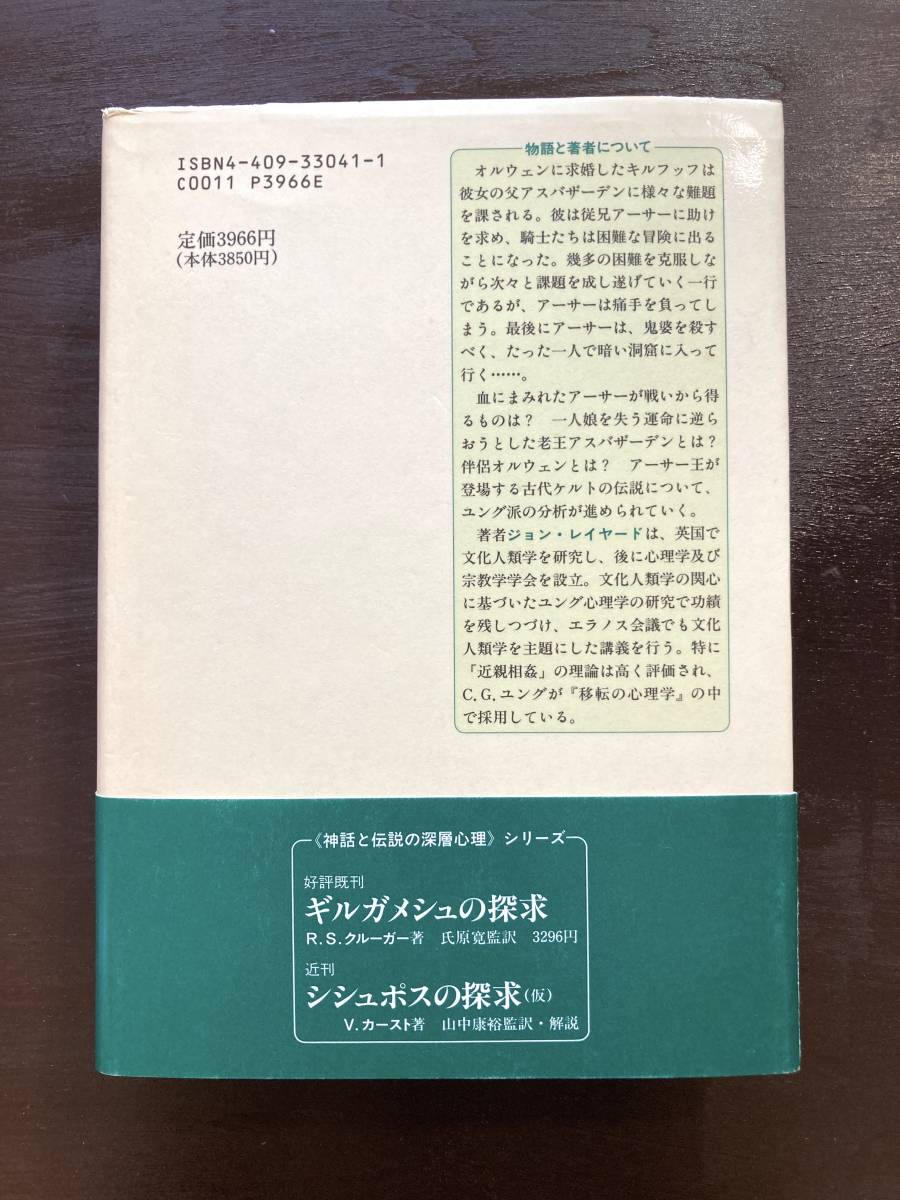 ISBN4-409-33041-1
C0011 P3966E
定価3966円
(本体3850円)
物語と著者について
オルウェンに求婚したキルフッフは
彼女の父アスバザーデンに様々な難題
を課される。彼は従兄アーサーに助け
を求め、騎士たちは困難な冒険に出る
ことになった。幾多の困難を克服しな
がら次々と課題を成し遂げていく一行
であるが、アーサーは痛手を負ってし
まう。最後にアーサーは、鬼婆を殺す
べく、たった一人で暗い洞窟に入って
行く……。
血にまみれたアーサーが戦いから得
るものは？　一人娘を失う運命に逆ら
おうとした老王アスバザーデンとは？
伴侶オルウェンとは？　アーサー王が
登場する古代ケルトの伝説について、
ユング派の分析が進められていく。
著者ジョン・レイヤードは、英国で
文化人類学を研究し、後に心理学及び
宗教学学会を設立。文化人類学の関心
に基づいたユング心理学の研究で功績
を残しつづけ、エラノス会議でも文化
人類学を主題にした講義を行う。特に
「近親相姦」の理論は高く評価され、
C.G.ユングが『移転の心理学』の中
で採用している。
《神話と伝説の深層心理》シリーズ
好評既刊
ギルガメシュの探求
R.S.クルーガー著　氏原寛監訳　3296円
近刊
シシュポスの探求(仮)
V.カースト著　山中康裕監訳・解説